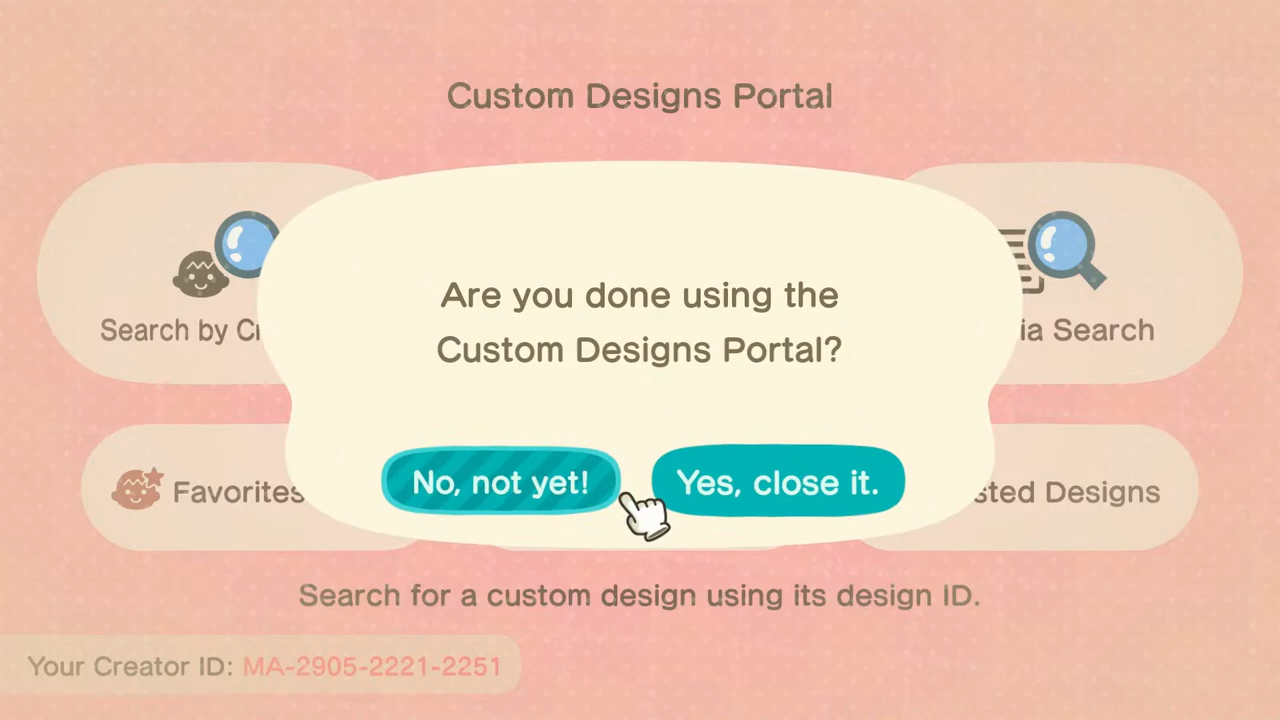 Custom Designs Portal
Search by
ia Search
Are you done using the
Custom Designs Portal?
No, not yet!
Yes, close it.
Favorites
sted Designs
Search for a custom design using its design ID.
Your Creator ID: MA-2905-2221-2251